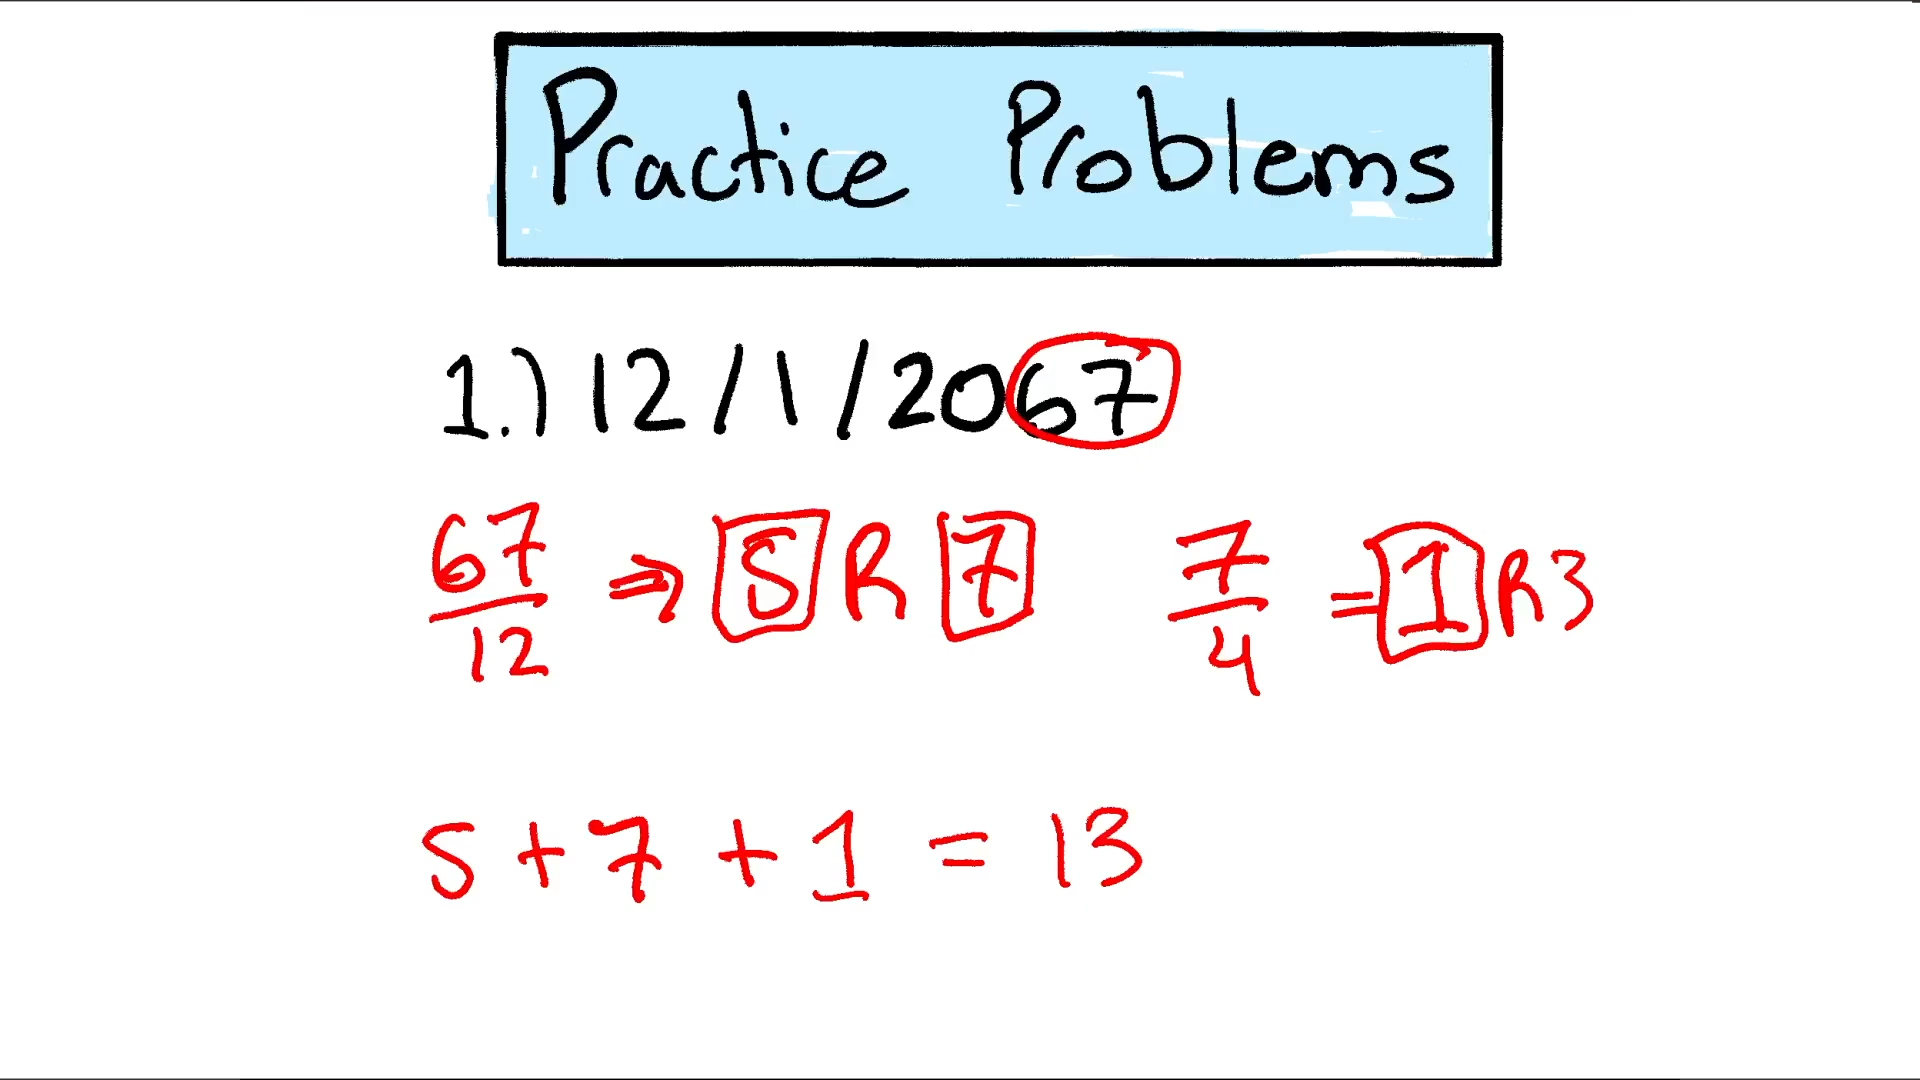 Practice Problems
1.) 12/1/2067
67/12 ⇒ 5 R 7 7/4 = 1 R3
5 + 7 + 1 = 13